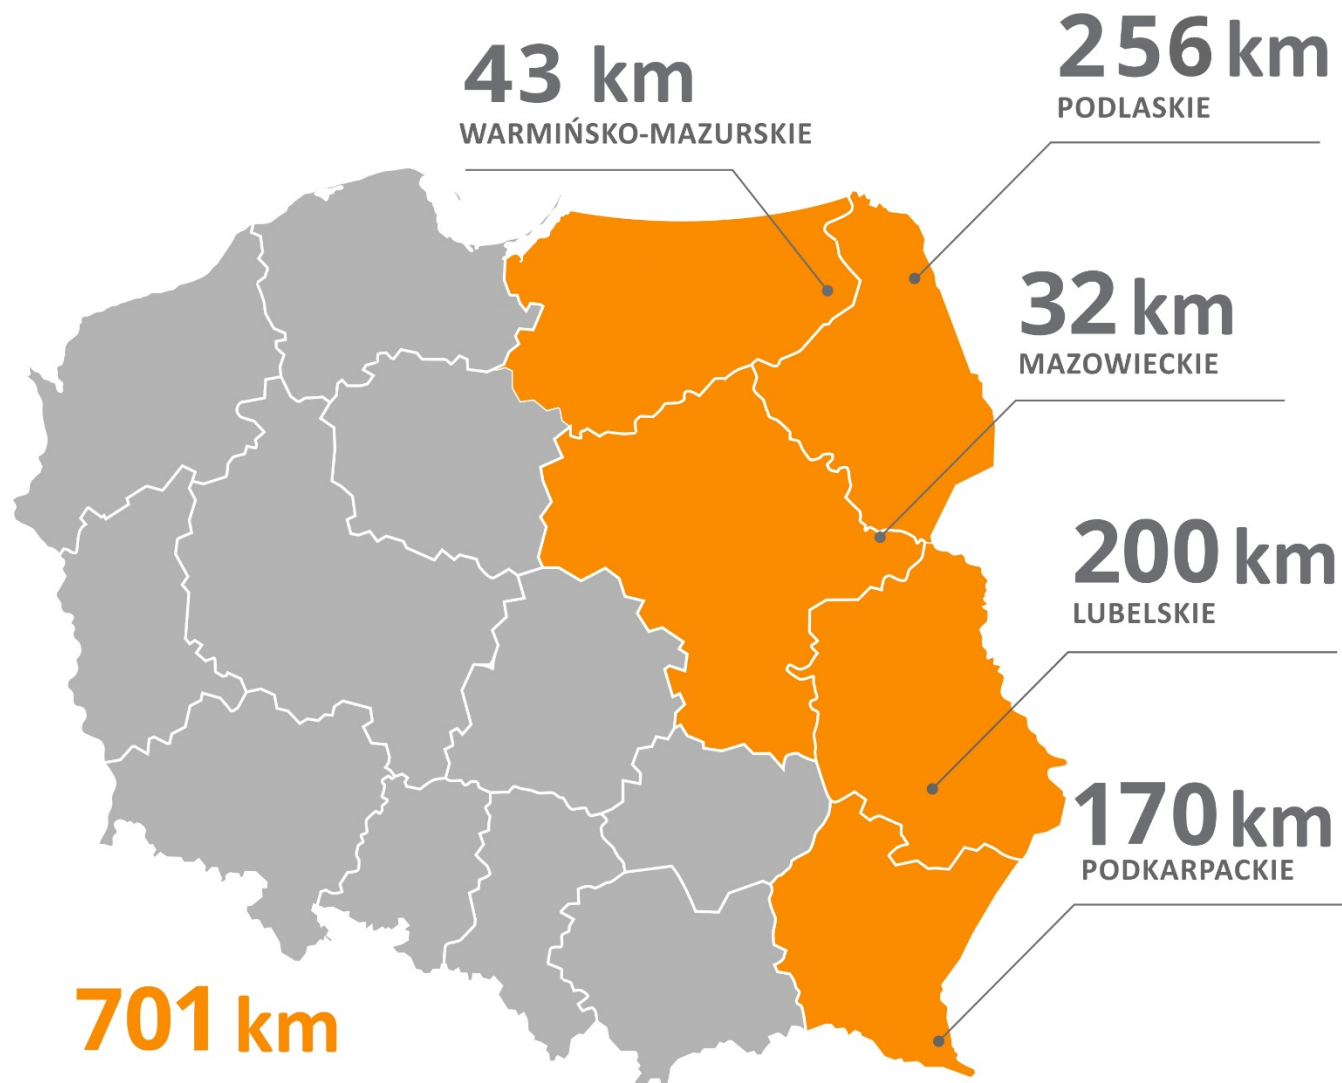 43 km
WARMIŃSKO-MAZURSKIE
256 km
PODLASKIE
32 km
MAZOWIECKIE
200 km
LUBELSKIE
170 km
PODKARPACKIE
701 km